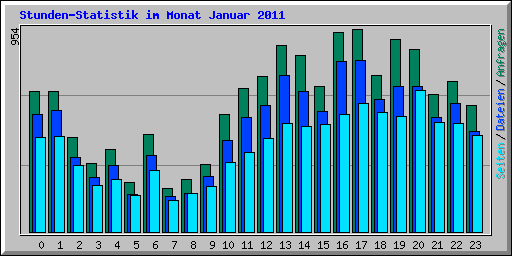 Stunden-Statistik im Monat Januar 2011
954
Seiten / Dateien / Anfragen
0 1 2 3 4 5 6 7 8 9 10 11 12 13 14 15 16 17 18 19 20 21 22 23